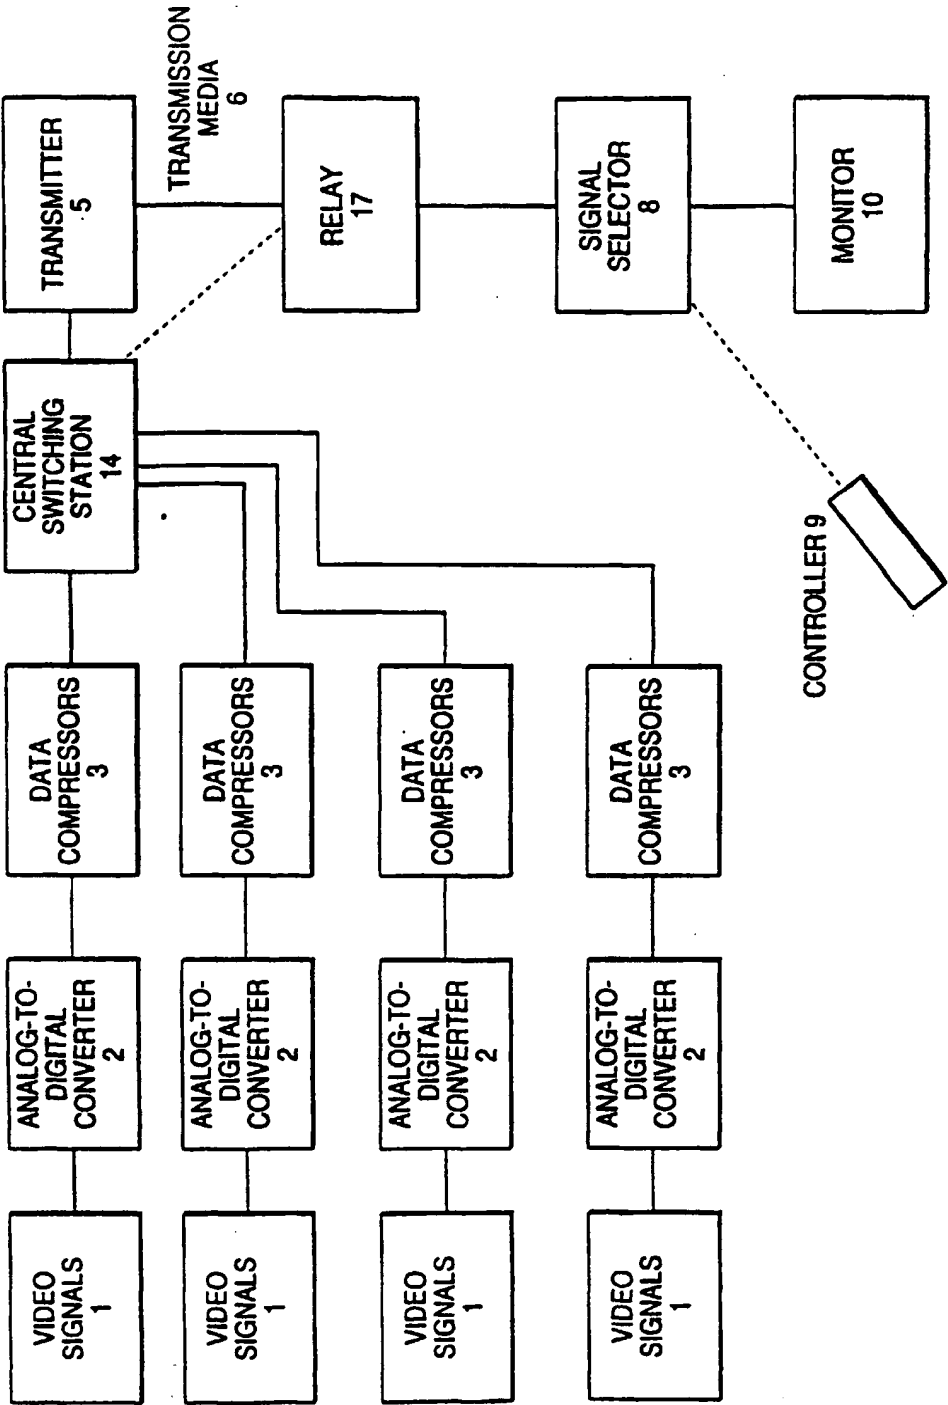 VIDEO
SIGNALS
1
ANALOG-TO-
DIGITAL
CONVERTER
2
DATA
COMPRESSORS
3
CENTRAL
SWITCHING
STATION
14
TRANSMITTER
5
TRANSMISSION
MEDIA
6
VIDEO
SIGNALS
1
ANALOG-TO-
DIGITAL
CONVERTER
2
DATA
COMPRESSORS
3
RELAY
17
VIDEO
SIGNALS
1
ANALOG-TO-
DIGITAL
CONVERTER
2
DATA
COMPRESSORS
3
SIGNAL
SELECTOR
8
VIDEO
SIGNALS
1
ANALOG-TO-
DIGITAL
CONVERTER
2
DATA
COMPRESSORS
3
CONTROLLER 9
MONITOR
10